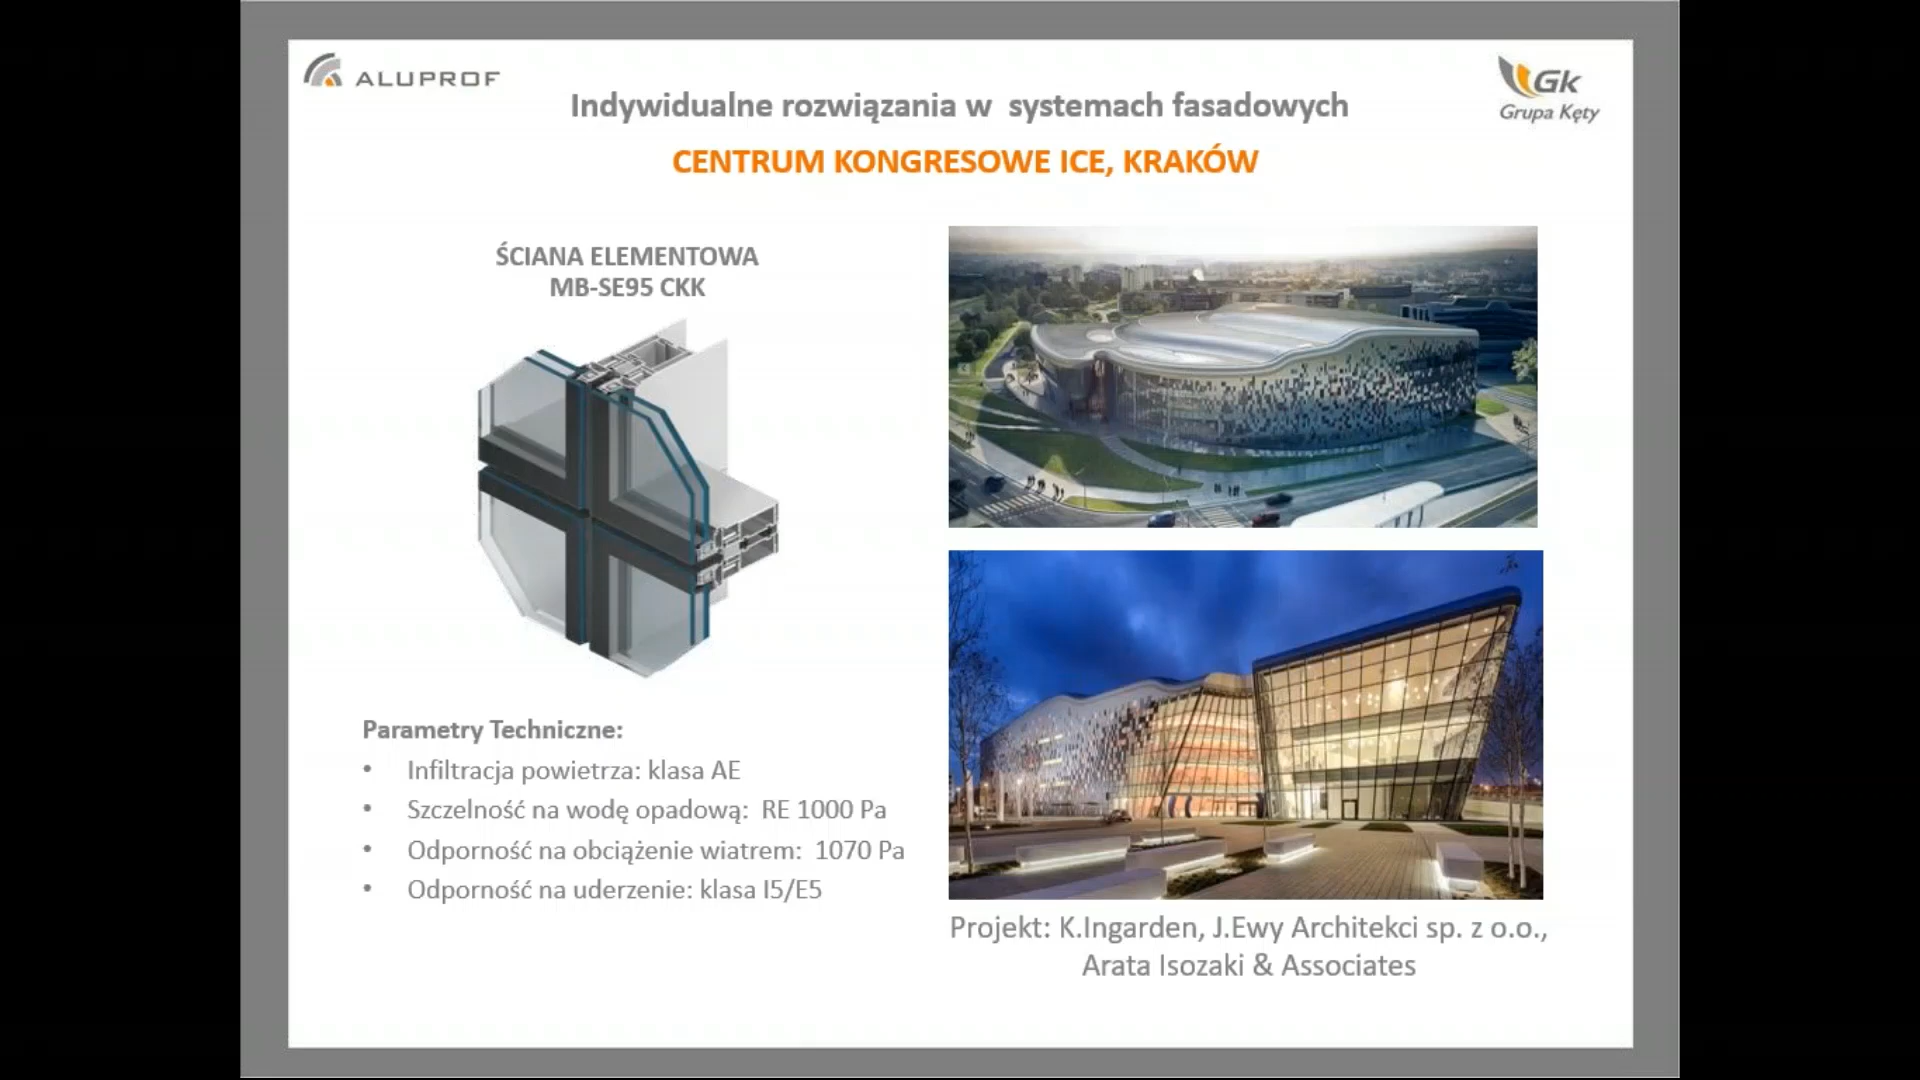 ALUPROF
Gk
Grupa Kęty
Indywidualne rozwiązania w systemach fasadowych
CENTRUM KONGRESOWE ICE, KRAKÓW
ŚCIANA ELEMENTOWA
MB-SE95 CKK
Parametry Techniczne:
• Infiltracja powietrza: klasa AE
• Szczelność na wodę opadową: RE 1000 Pa
• Odporność na obciążenie wiatrem: 1070 Pa
• Odporność na uderzenie: klasa I5/E5
Projekt: K.Ingarden, J.Ewy Architekci sp. z o.o.,
Arata Isozaki & Associates